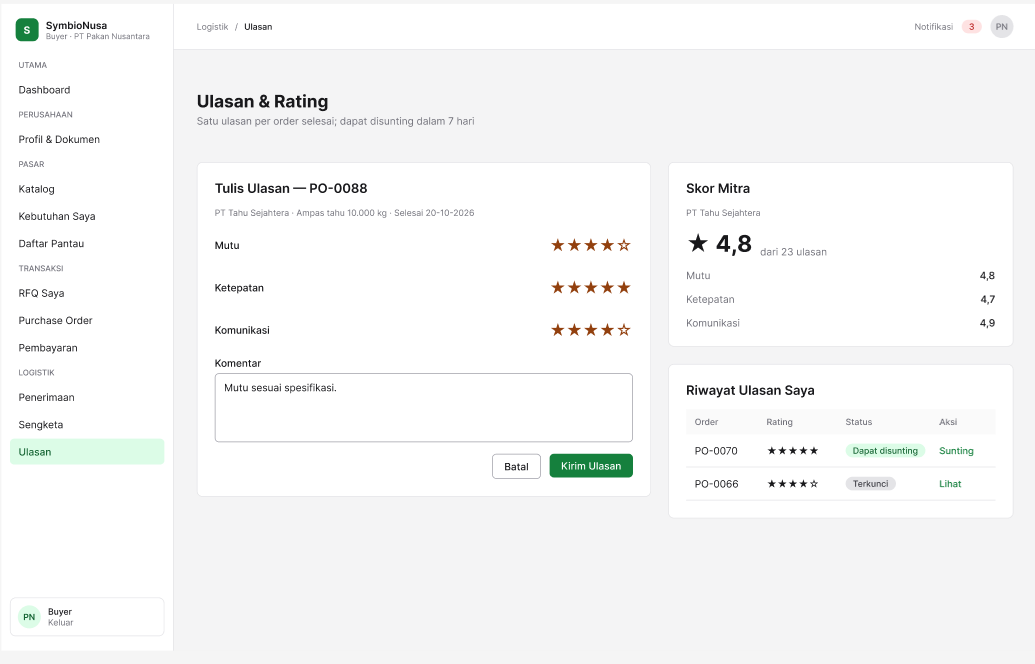 S
SymbioNusa
Buyer · PT Pakan Nusantara
UTAMA
Dashboard
PERUSAHAAN
Profil & Dokumen
PASAR
Katalog
Kebutuhan Saya
Daftar Pantau
TRANSAKSI
RFQ Saya
Purchase Order
Pembayaran
LOGISTIK
Penerimaan
Sengketa
Ulasan
PN
Buyer
Keluar
Logistik / Ulasan
Notifikasi 3 PN
Ulasan & Rating
Satu ulasan per order selesai; dapat disunting dalam 7 hari
Tulis Ulasan — PO-0088
PT Tahu Sejahtera · Ampas tahu 10.000 kg · Selesai 20-10-2026
Mutu ★★★★☆
Ketepatan ★★★★★
Komunikasi ★★★★☆
Komentar
Mutu sesuai spesifikasi.
Batal Kirim Ulasan
Skor Mitra
PT Tahu Sejahtera
★ 4,8 dari 23 ulasan
Mutu 4,8
Ketepatan 4,7
Komunikasi 4,9
Riwayat Ulasan Saya
Order Rating Status Aksi
PO-0070 ★★★★★ Dapat disunting Sunting
PO-0066 ★★★★☆ Terkunci Lihat